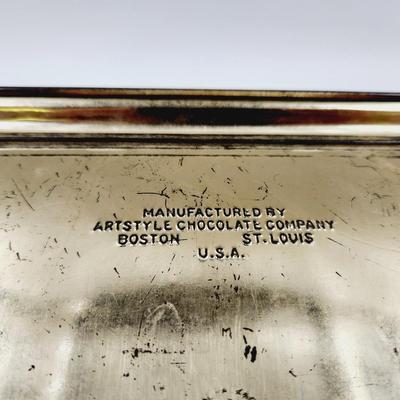 MANUFACTURED BY
ARTSTYLE CHOCOLATE COMPANY
BOSTON ST. LOUIS
U.S.A.